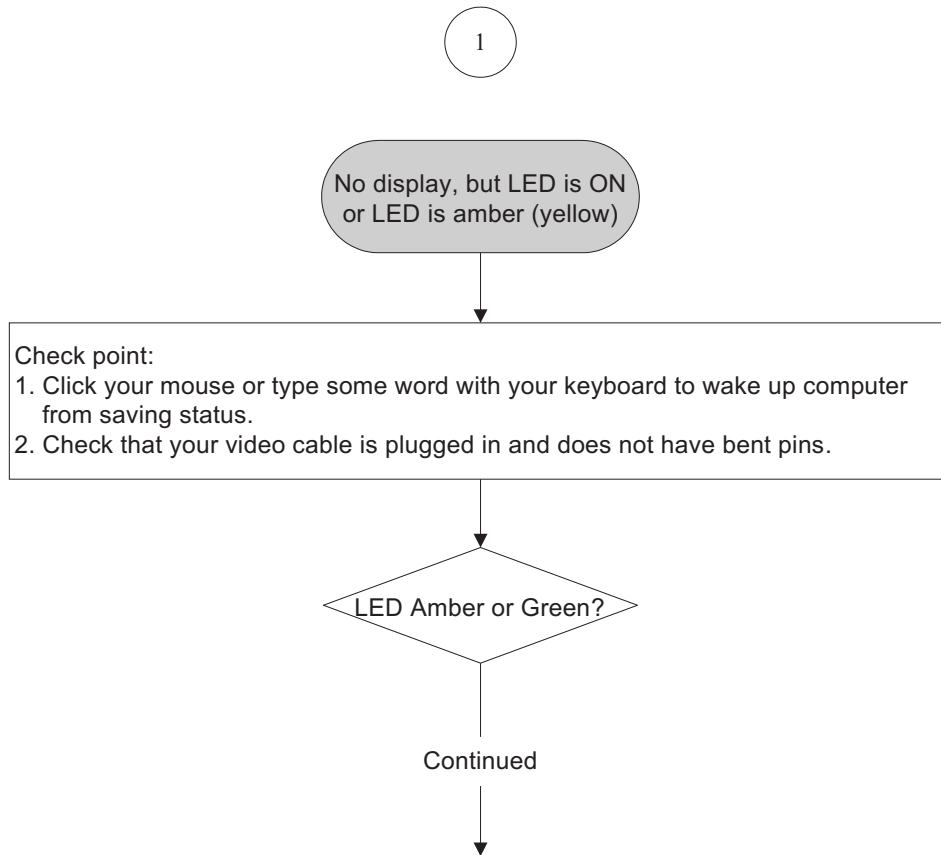 1
No display, but LED is ON
or LED is amber (yellow)
Check point:
1. Click your mouse or type some word with your keyboard to wake up computer
from saving status.
2. Check that your video cable is plugged in and does not have bent pins.
LED Amber or Green?
Continued